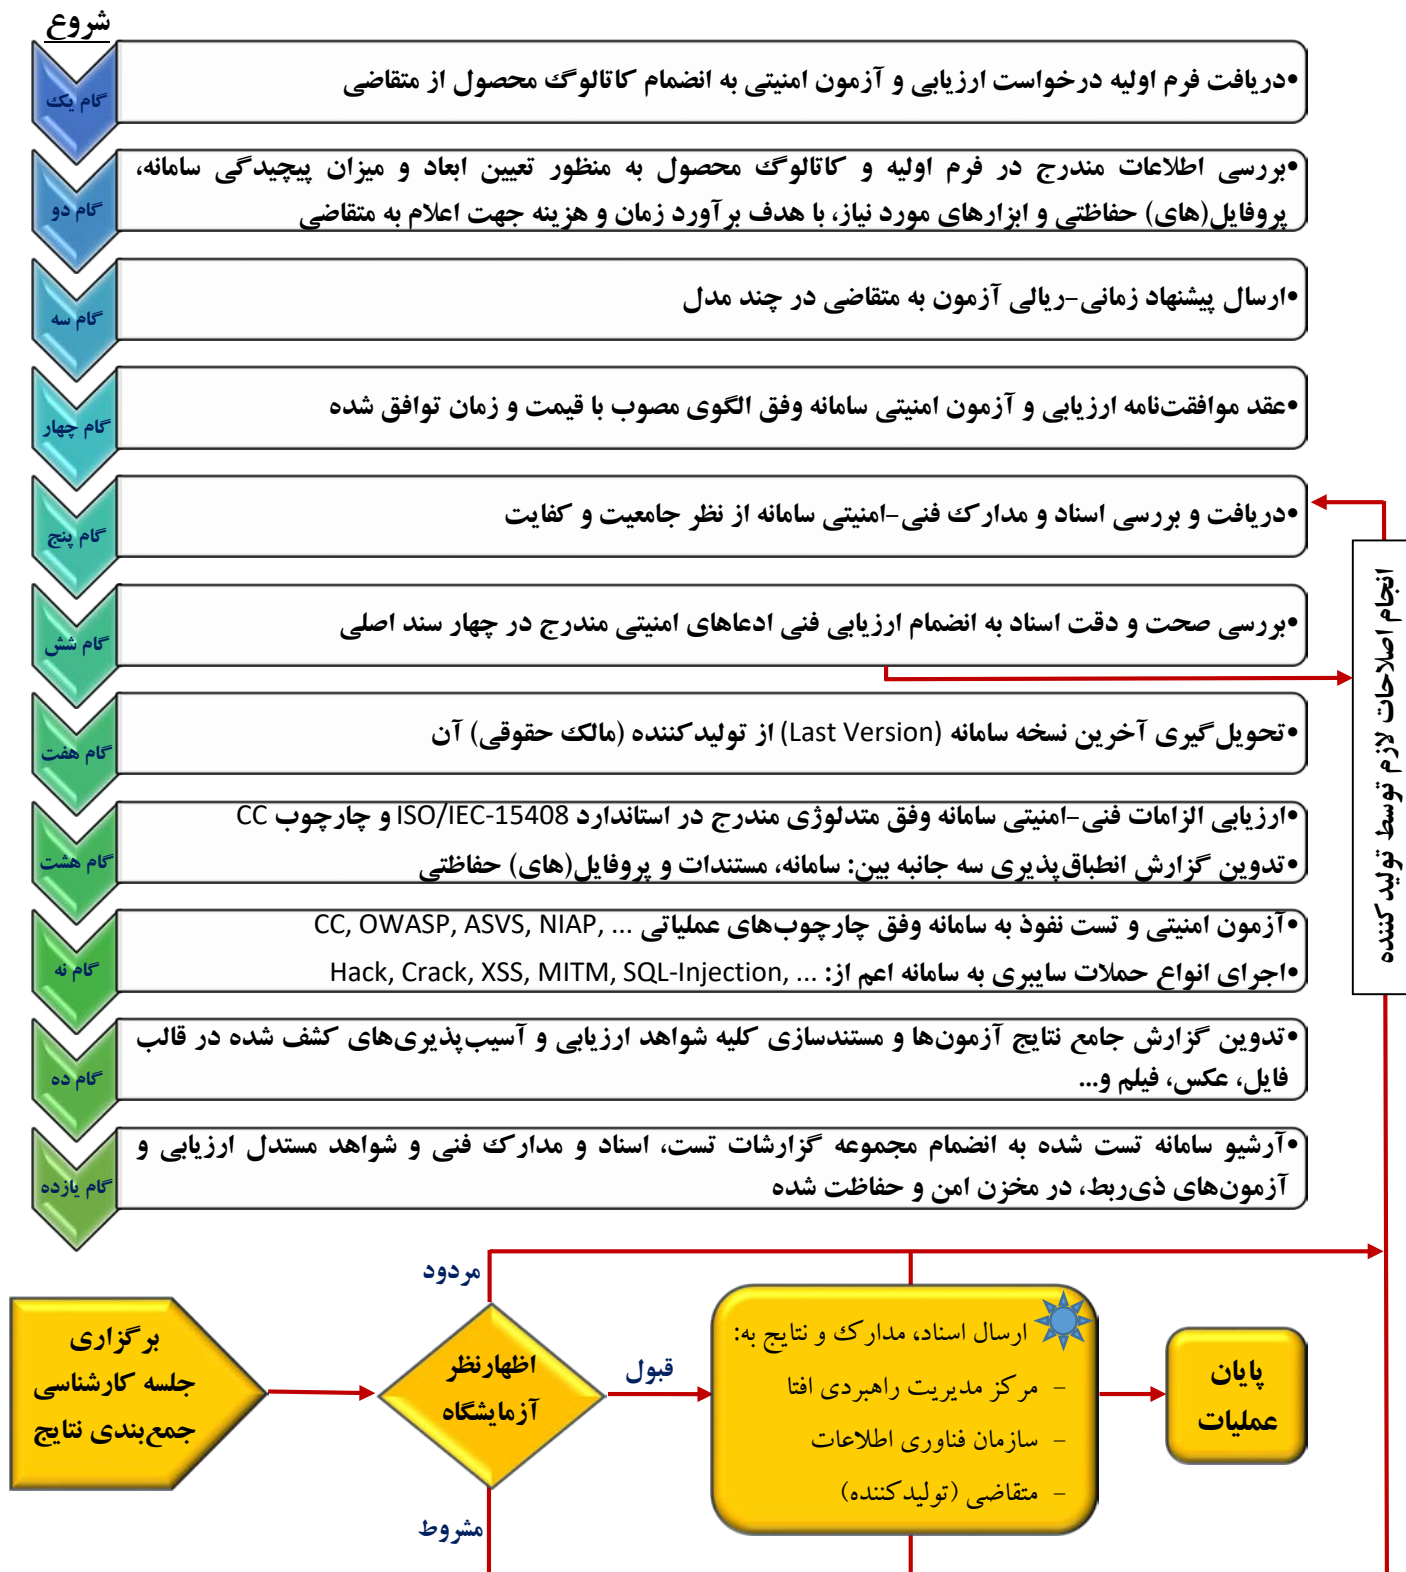 شروع
گام یک
•دریافت فرم اولیه درخواست ارزیابی و آزمون امنیتی به انضمام کاتالوگ محصول از متقاضی
گام دو
•بررسی اطلاعات مندرج در فرم اولیه و کاتالوگ محصول به منظور تعیین ابعاد و میزان پیچیدگی سامانه،
پروفایل(های) حفاظتی و ابزارهای مورد نیاز، با هدف برآورد زمان و هزینه جهت اعلام به متقاضی
گام سه
•ارسال پیشنهاد زمانی-ریالی آزمون به متقاضی در چند مدل
گام چهار
•عقد موافقت‌نامه ارزیابی و آزمون امنیتی سامانه وفق الگوی مصوب با قیمت و زمان توافق شده
گام پنج
•دریافت و بررسی اسناد و مدارک فنی-امنیتی سامانه از نظر جامعیت و کفایت
گام شش
•بررسی صحت و دقت اسناد به انضمام ارزیابی فنی ادعاهای امنیتی مندرج در چهار سند اصلی
گام هفت
•تحویل‌گیری آخرین نسخه سامانه (Last Version) از تولیدکننده (مالک حقوقی) آن
گام هشت
•ارزیابی الزامات فنی-امنیتی سامانه وفق متدلوژی مندرج در استاندارد ISO/IEC-15408 و چارچوب CC
•تدوین گزارش انطباق‌پذیری سه جانبه بین: سامانه، مستندات و پروفایل(های) حفاظتی
گام نه
•آزمون امنیتی و تست نفوذ به سامانه وفق چارچوب‌های عملیاتی CC, OWASP, ASVS, NIAP, ...
•اجرای انواع حملات سایبری به سامانه اعم از: Hack, Crack, XSS, MITM, SQL-Injection, ...
گام ده
•تدوین گزارش جامع نتایج آزمون‌ها و مستندسازی کلیه شواهد ارزیابی و آسیب‌پذیری‌های کشف شده در قالب
فایل، عکس، فیلم و...
گام یازده
•آرشیو سامانه تست شده به انضمام مجموعه گزارشات تست، اسناد و مدارک فنی و شواهد مستدل ارزیابی و
آزمون‌های ذی‌ربط، در مخزن امن و حفاظت شده
انجام اصلاحات لازم توسط تولید کننده
برگزاری
جلسه کارشناسی
جمع‌بندی نتایج
اظهارنظر
آزمایشگاه
مردود
قبول
مشروط
ارسال اسناد، مدارک و نتایج به:
- مرکز مدیریت راهبردی افتا
- سازمان فناوری اطلاعات
- متقاضی (تولیدکننده)
پایان
عملیات